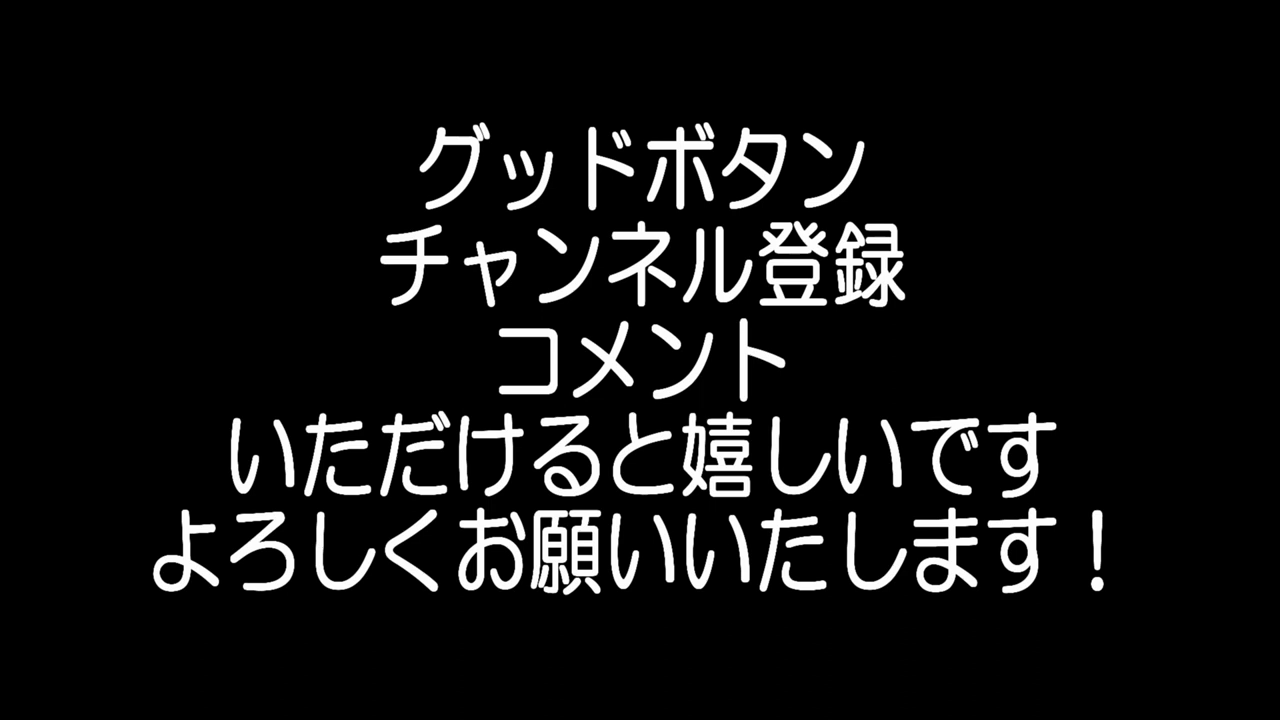 グッドボタン
チャンネル登録
コメント
いただけると嬉しいです
よろしくお願いいたします！